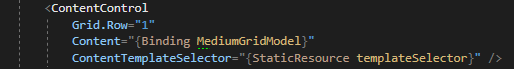 <ContentControl
Grid.Row="1"
Content="{Binding MediumGridModel}"
ContentTemplateSelector="{StaticResource templateSelector}" />